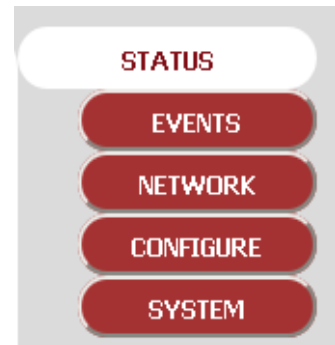 STATUS
EVENTS
NETWORK
CONFIGURE
SYSTEM